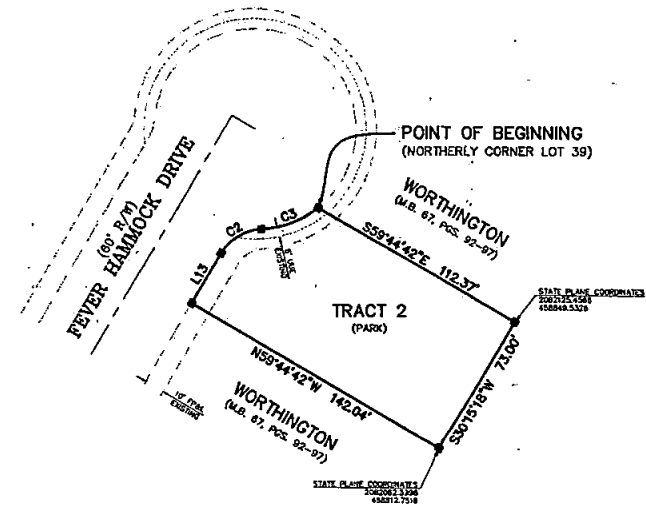 POINT OF BEGINNING
(NORTHERLY CORNER LOT 39)
FEVER HAMMOCK DRIVE
(60' R/W)
WORTHINGTON
(M.B. 67, PGS. 92-97)
C3
C2
L13
EXISTING
S59°44'42"E 112.37'
STATE PLANE COORDINATES
TRACT 2
(PARK)
73.00'
S30°15'18"W
N59°44'42"W 142.04'
EXISTING
WORTHINGTON
(M.B. 67, PGS. 92-97)
STATE PLANE COORDINATES